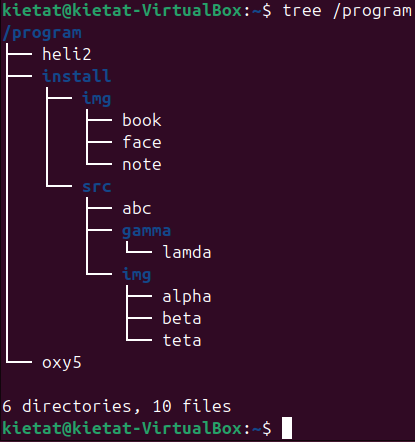 kietat@kietat-VirtualBox:~$ tree /program
/program
├── heli2
├── install
│   ├── img
│   │   ├── book
│   │   ├── face
│   │   └── note
│   └── src
│       ├── abc
│       ├── gamma
│       │   └── lamda
│       └── img
│           ├── alpha
│           ├── beta
│           └── teta
└── oxy5
6 directories, 10 files
kietat@kietat-VirtualBox:~$